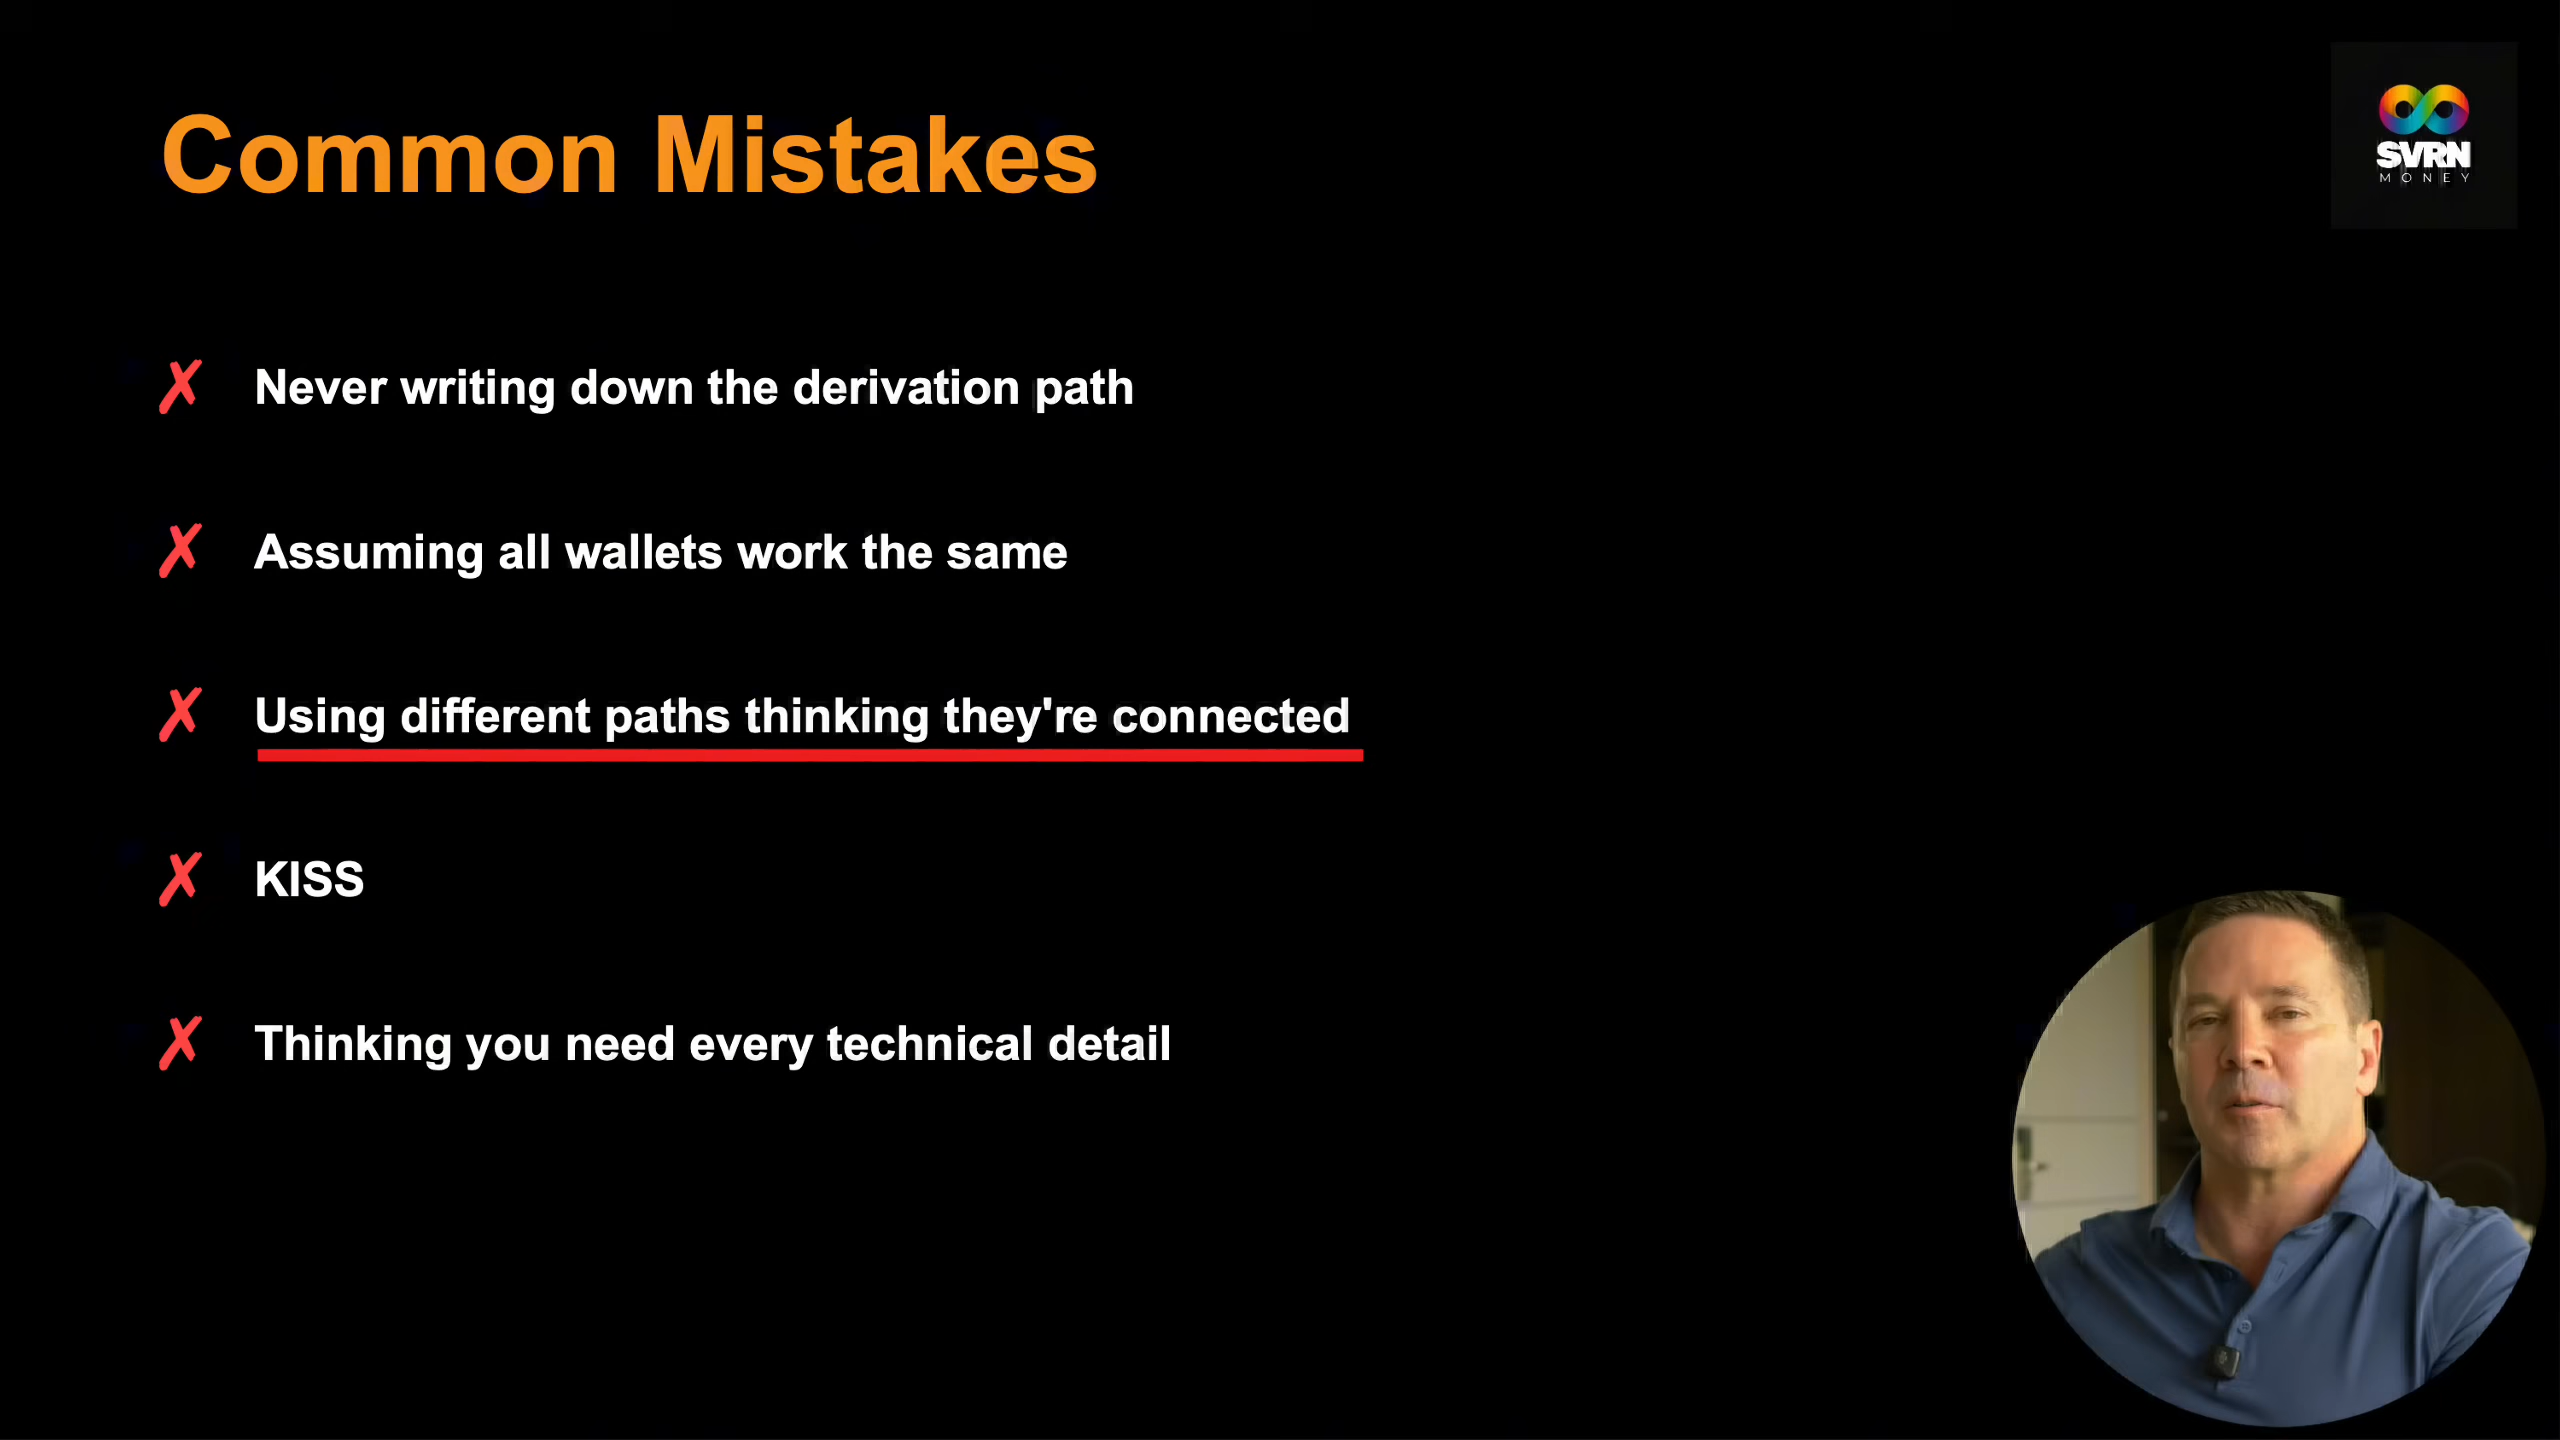 Common Mistakes
SVRN
MONEY
✗ Never writing down the derivation path
✗ Assuming all wallets work the same
✗ Using different paths thinking they're connected
✗ KISS
✗ Thinking you need every technical detail